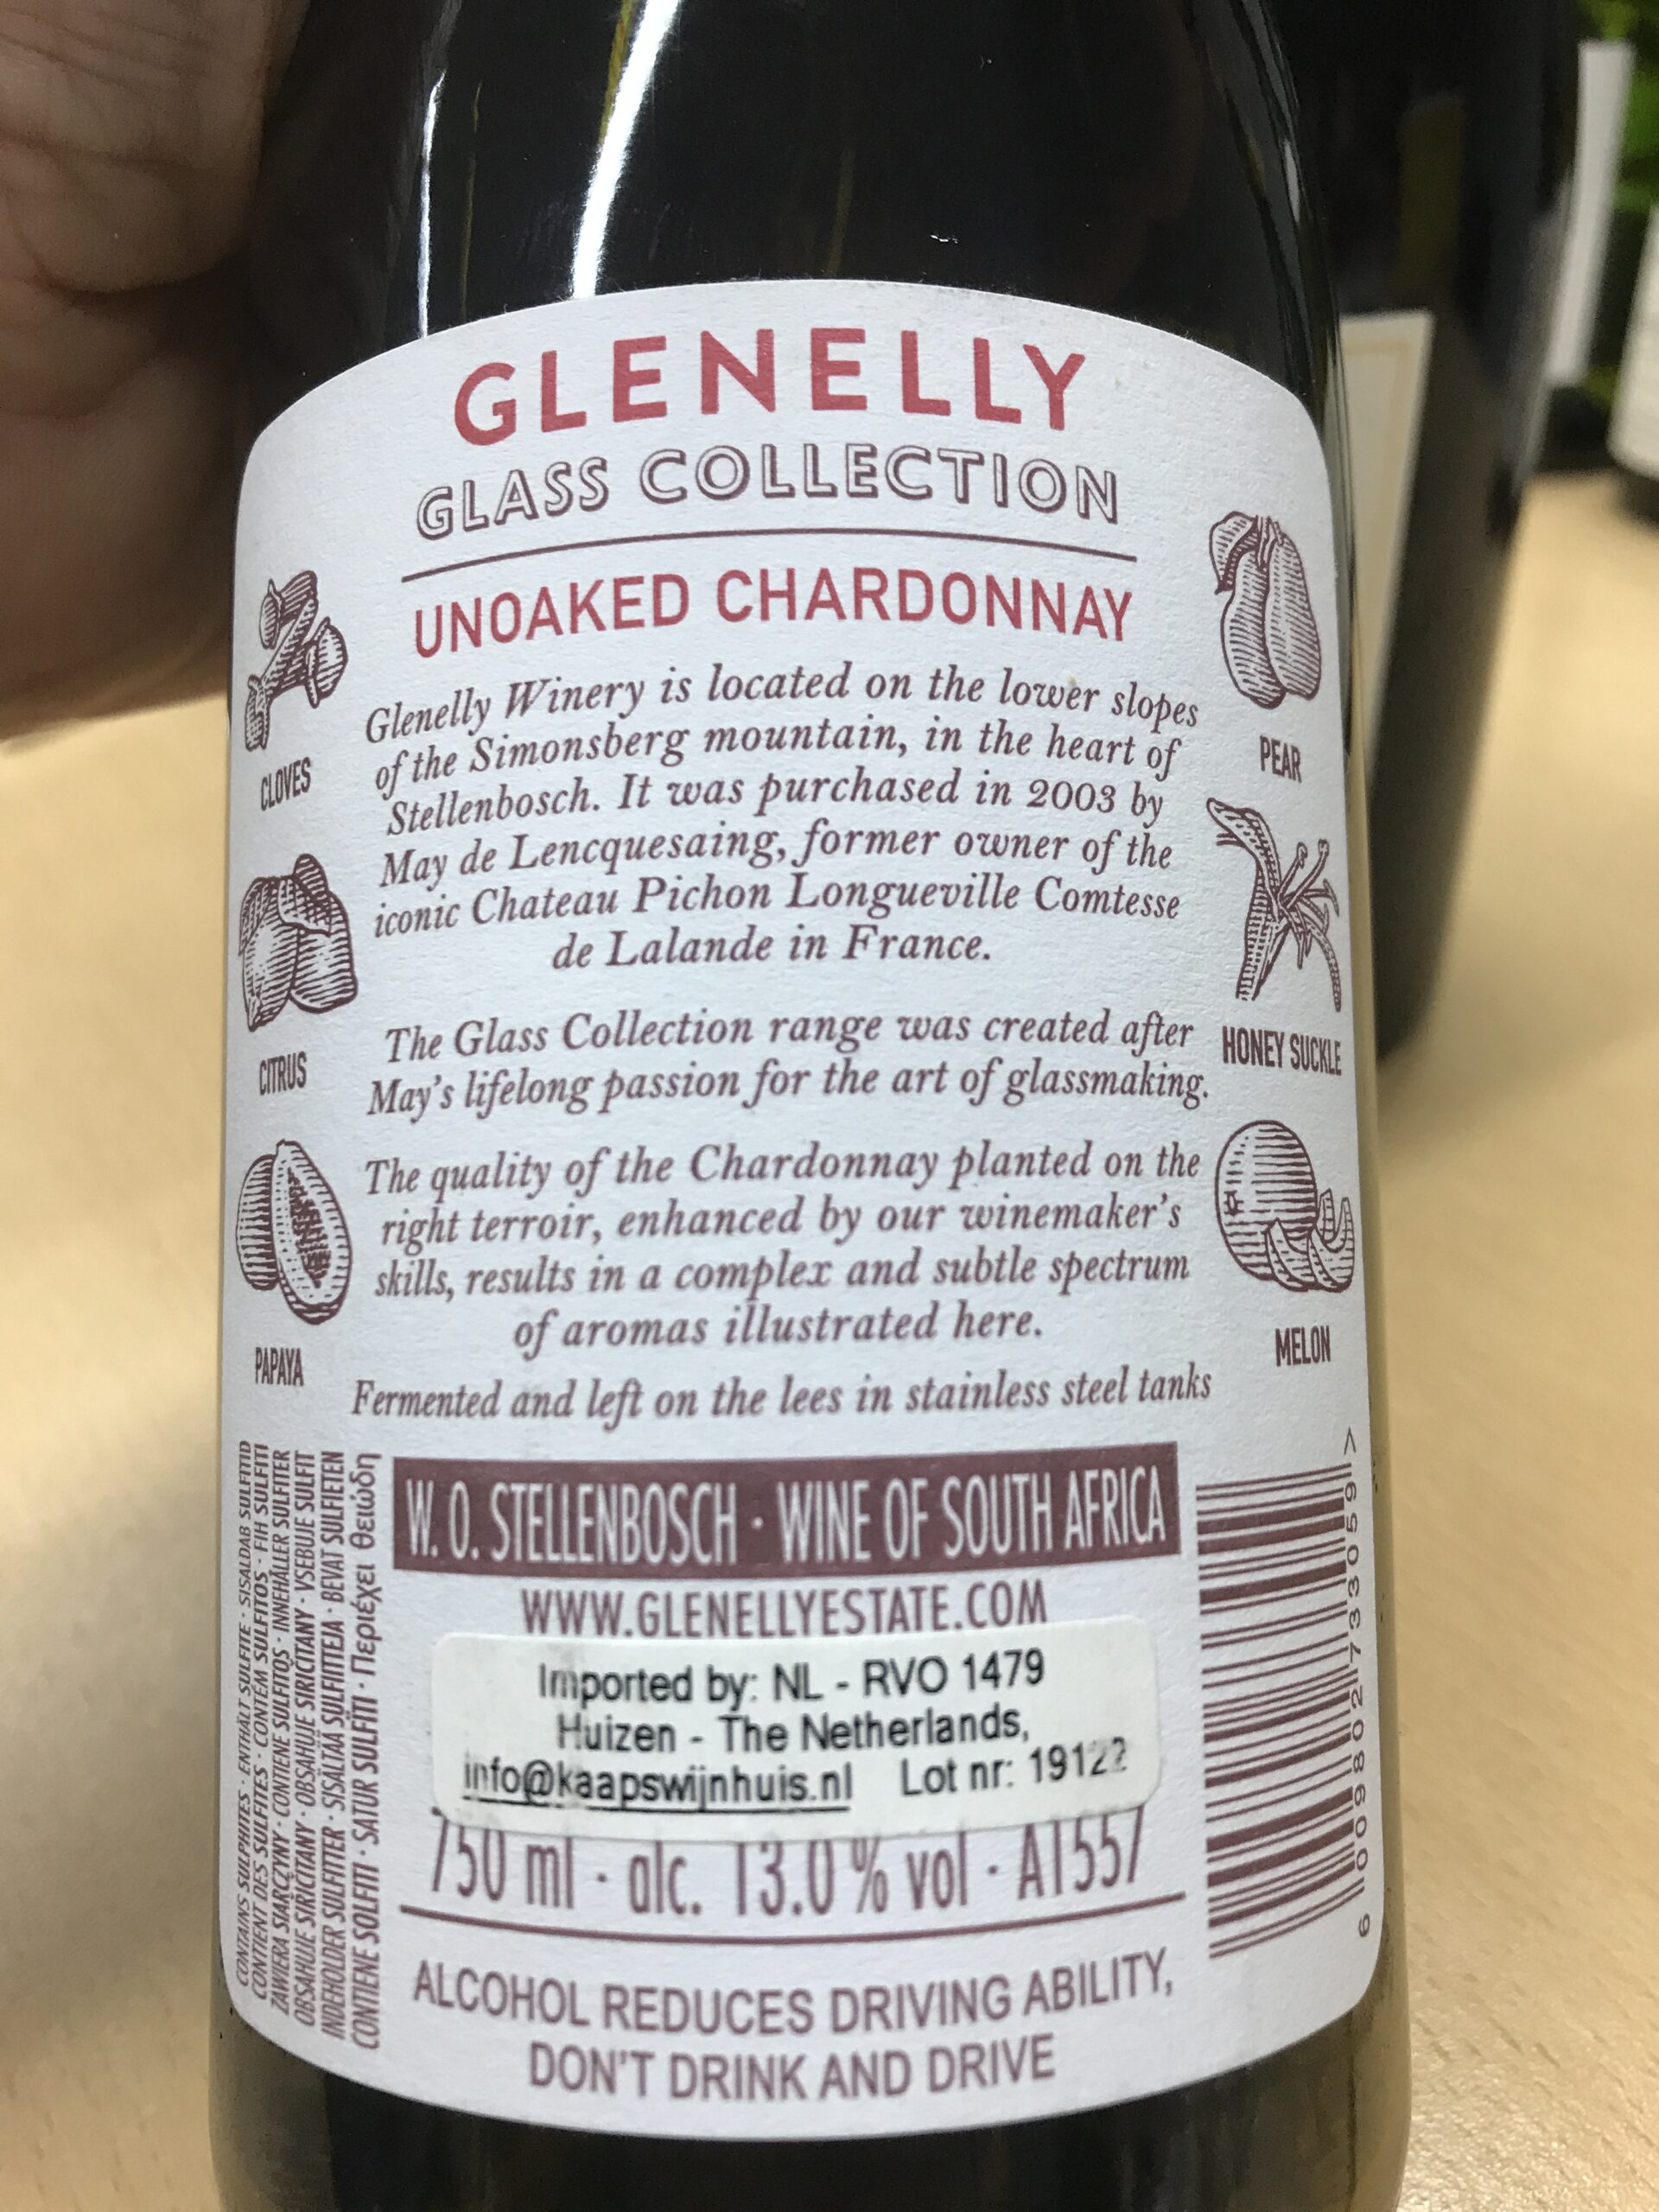 GLENELLY
GLASS COLLECTION
UNOAKED CHARDONNAY
Glenelly Winery is located on the lower slopes
of the Simonsberg mountain, in the heart of
Stellenbosch. It was purchased in 2003 by
May de Lencquesaing, former owner of the
iconic Chateau Pichon Longueville Comtesse
de Lalande in France.
The Glass Collection range was created after
May's lifelong passion for the art of glassmaking.
The quality of the Chardonnay planted on the
right terroir, enhanced by our winemaker's
skills, results in a complex and subtle spectrum
of aromas illustrated here.
Fermented and left on the lees in stainless steel tanks
CLOVES
CITRUS
PAPAYA
PEAR
HONEY SUCKLE
MELON
CONTAINS SULPHITES · ENTHÄLT SULFITE · SISALDAB SULFITID
CONTIENT DES SULFITES · CONTÉM SULFITOS · FIH SULFITI
ZAWIERA SIARCZYNY · CONTIENE SULFITOS · INNEHÅLLER SULFITER
OBSAHUJE SIRICITANY · OBSAHUJE SIRICITANY · VSEBUJE SULFIT
INDEHOLDER SULFITTER · SISÄLTÄÄ SULFIITTEJA · BEVAT SULFIETEN
CONTIENE SOLFITI · SATUR SULFĪTI · Περιέχει θειώδη
W. O. STELLENBOSCH · WINE OF SOUTH AFRICA
WWW.GLENELLYESTATE.COM
Imported by: NL - RVO 1479
Huizen - The Netherlands,
info@kaapswijnhuis.nl Lot nr: 19122
750 ml · alc. 13.0 % vol · A1557
ALCOHOL REDUCES DRIVING ABILITY,
DON'T DRINK AND DRIVE
6 009802 733059 >